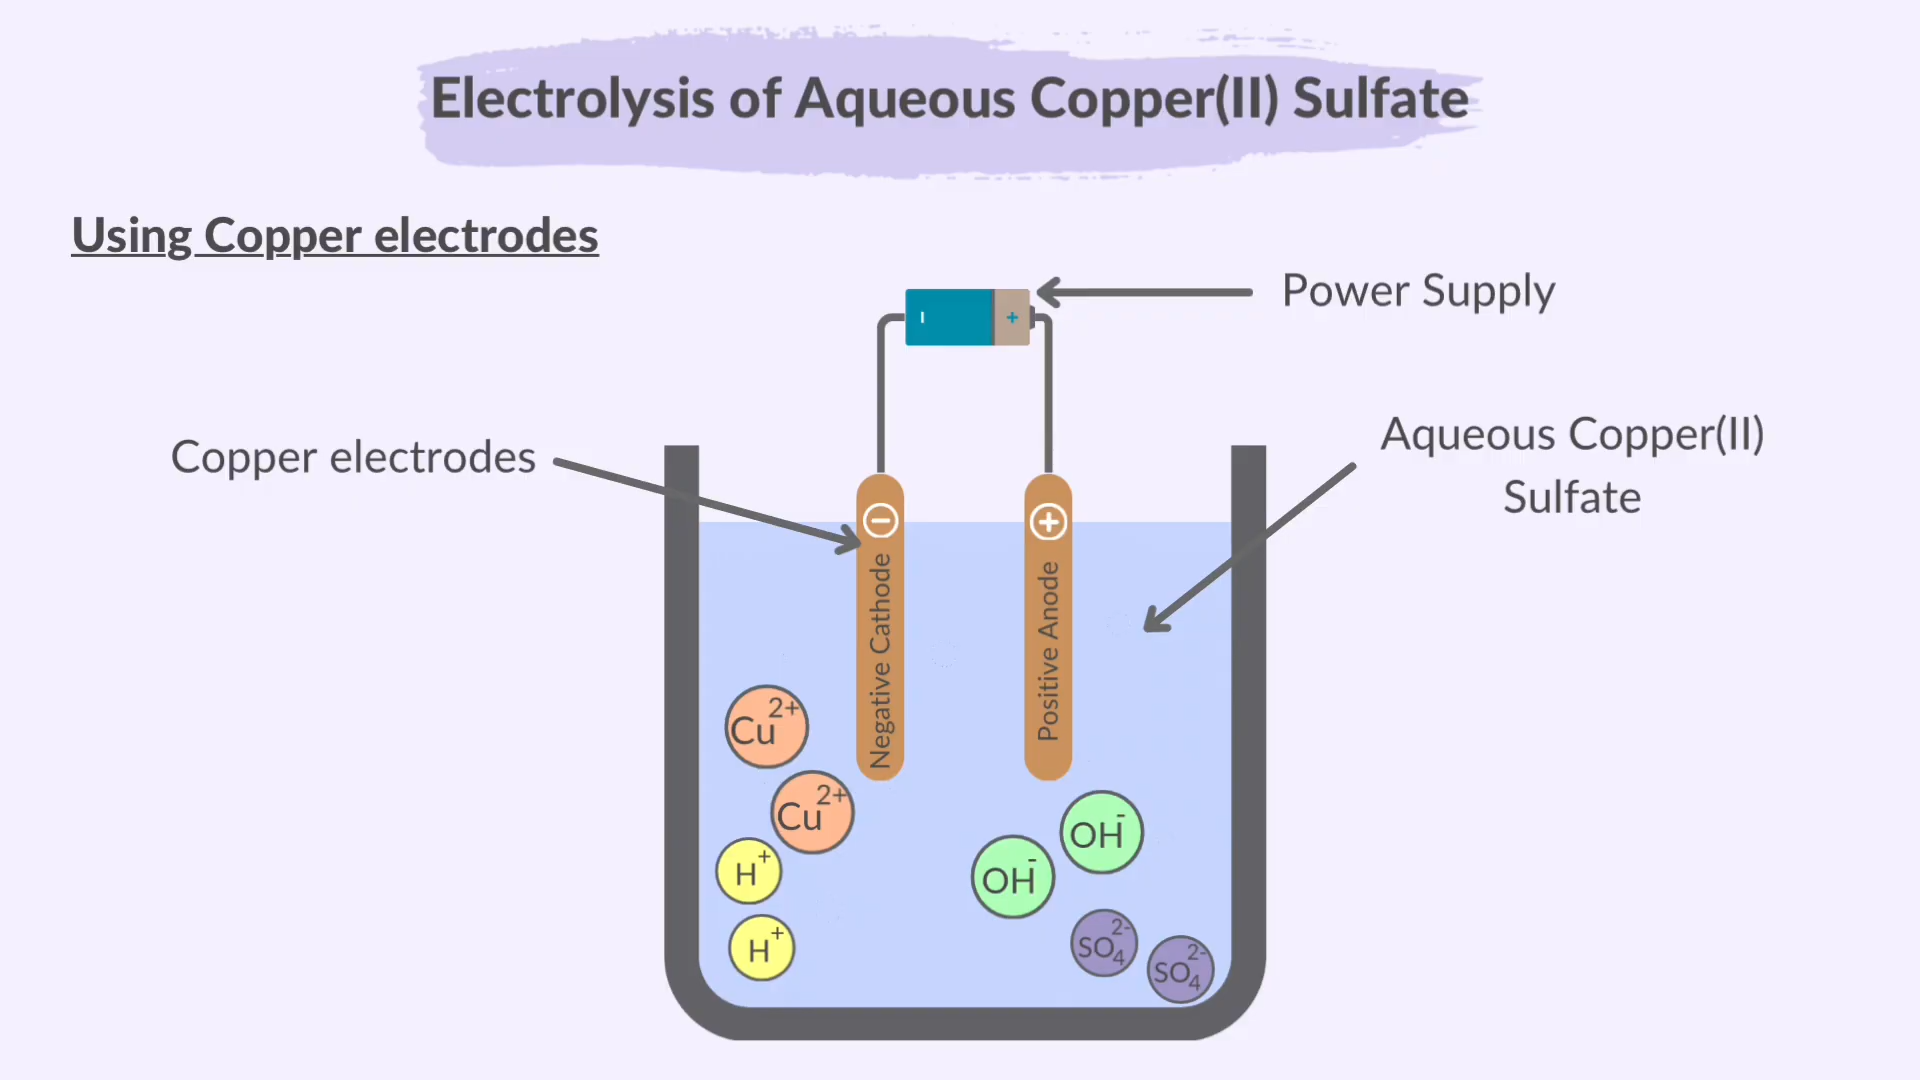 Electrolysis of Aqueous Copper(II) Sulfate
Using Copper electrodes
Power Supply
- +
Copper electrodes
Aqueous Copper(II)
Sulfate
− +
Negative Cathode
Positive Anode
Cu²⁺
Cu²⁺
H⁺
H⁺
OH⁻
OH⁻
SO₄²⁻
SO₄²⁻